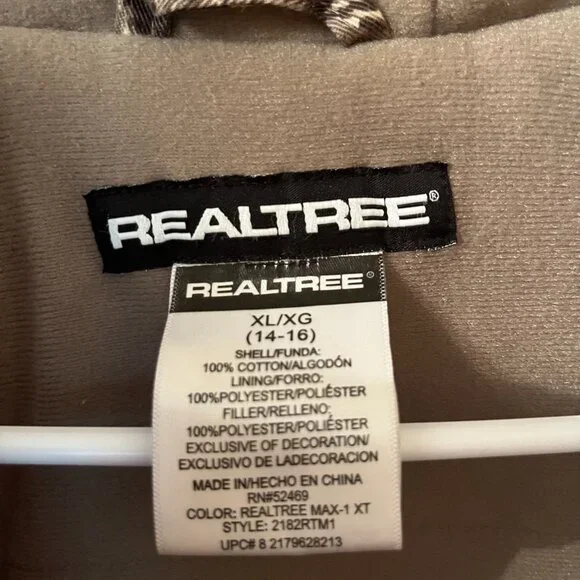 REALTREE®
REALTREE®
XL/XG
(14-16)
SHELL/FUNDA:
100% COTTON/ALGODÓN
LINING/FORRO:
100%POLYESTER/POLIÉSTER
FILLER/RELLENO:
100%POLYESTER/POLIÉSTER
EXCLUSIVE OF DECORATION/
EXCLUSIVO DE LADECORACION
MADE IN/HECHO EN CHINA
RN#52469
COLOR: REALTREE MAX-1 XT
STYLE: 2182RTM1
UPC# 8 2179628213